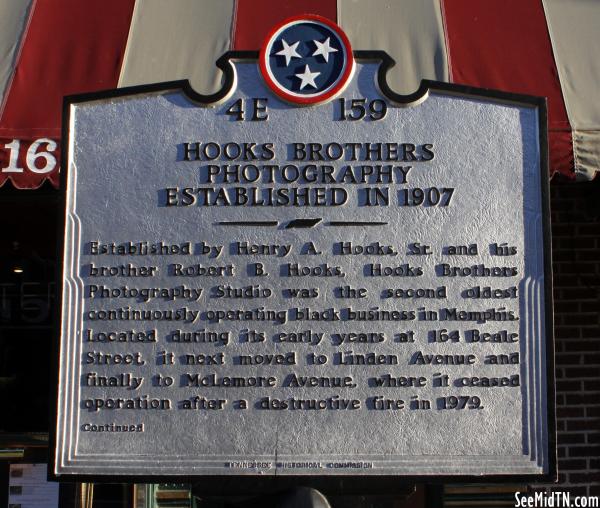 4E 159
HOOKS BROTHERS
PHOTOGRAPHY
ESTABLISHED IN 1907
Established by Henry A. Hooks, Sr. and his
brother Robert B. Hooks, Hooks Brothers
Photography Studio was the second oldest
continuously operating black business in Memphis.
Located during its early years at 164 Beale
Street, it next moved to Linden Avenue and
finally to McLemore Avenue, where it ceased
operation after a destructive fire in 1979.
Continued
TENNESSEE HISTORICAL COMMISSION
16
SeeMidTN.com